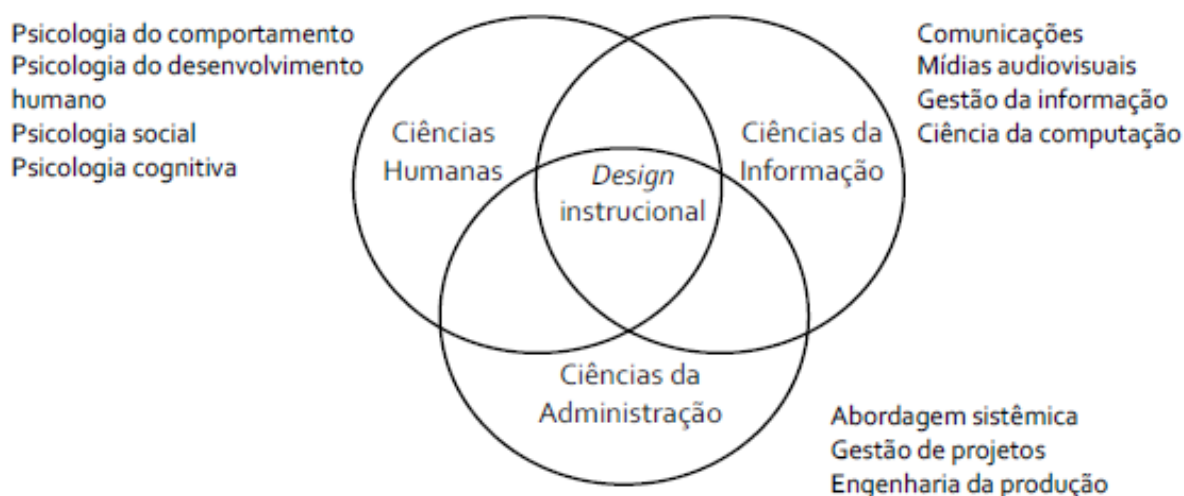 Psicologia do comportamento
Psicologia do desenvolvimento
humano
Psicologia social
Psicologia cognitiva
Ciências
Humanas
Comunicações
Mídias audiovisuais
Gestão da informação
Ciência da computação
Ciências da
Informação
Design
instrucional
Ciências da
Administração
Abordagem sistêmica
Gestão de projetos
Engenharia da produção